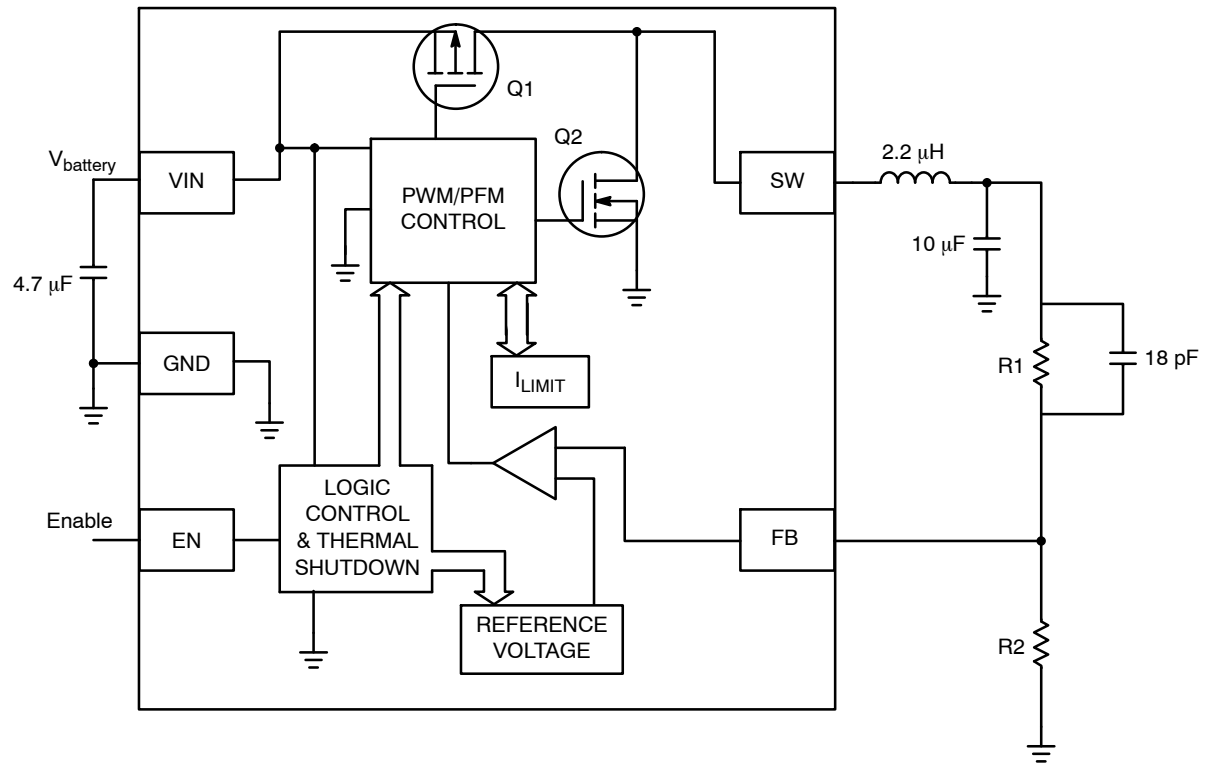 Q1
Q2
V_battery
VIN
PWM/PFM
CONTROL
SW
2.2 μH
10 μF
4.7 μF
GND
I_LIMIT
R1
18 pF
LOGIC
CONTROL
& THERMAL
SHUTDOWN
Enable
EN
FB
REFERENCE
VOLTAGE
R2